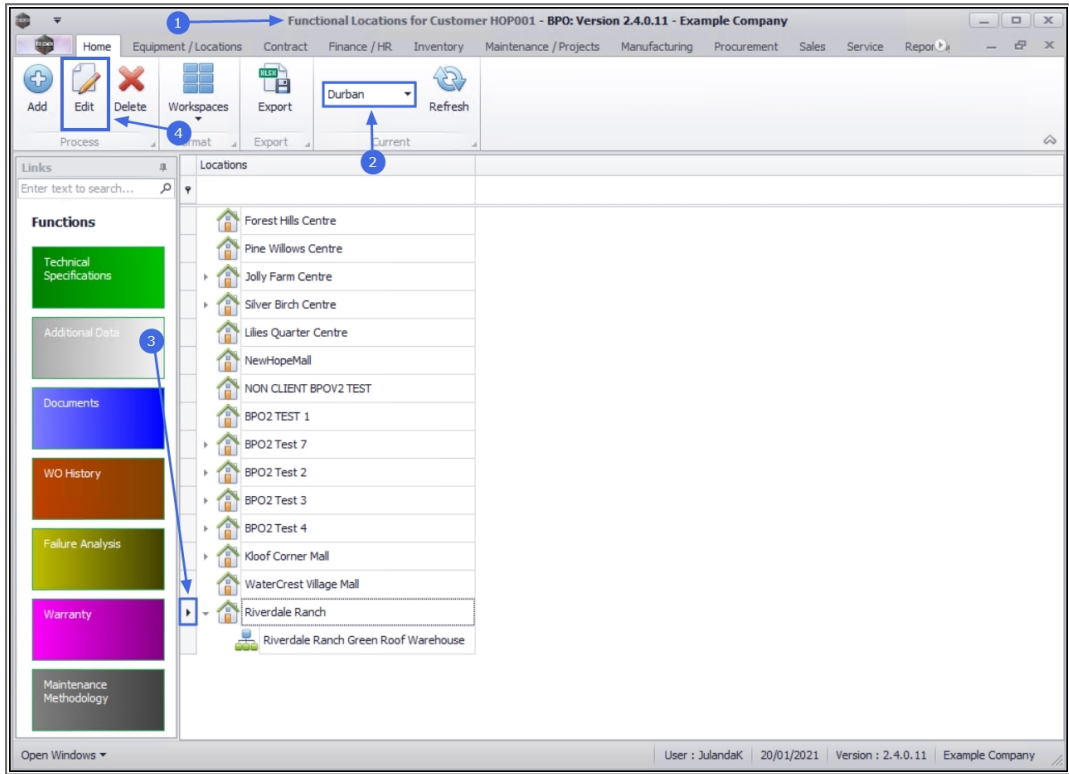 1
Functional Locations for Customer HOP001 - BPO: Version 2.4.0.11 - Example Company
Home Equipment / Locations Contract Finance / HR Inventory Maintenance / Projects Manufacturing Procurement Sales Service Repor
Add Edit Delete Workspaces Export Durban Refresh
4
Process Export Current
2
Links
Enter text to search...
Locations
Functions
Technical
Specifications
Additional Data
3
Documents
WO History
Failure Analysis
Warranty
Maintenance
Methodology
Forest Hills Centre
Pine Willows Centre
Jolly Farm Centre
Silver Birch Centre
Lilies Quarter Centre
NewHopeMall
NON CLIENT BPOV2 TEST
BPO2 TEST 1
BPO2 Test 7
BPO2 Test 2
BPO2 Test 3
BPO2 Test 4
Kloof Corner Mall
WaterCrest Village Mall
Riverdale Ranch
Riverdale Ranch Green Roof Warehouse
Open Windows User : JulandaK 20/01/2021 Version : 2.4.0.11 Example Company